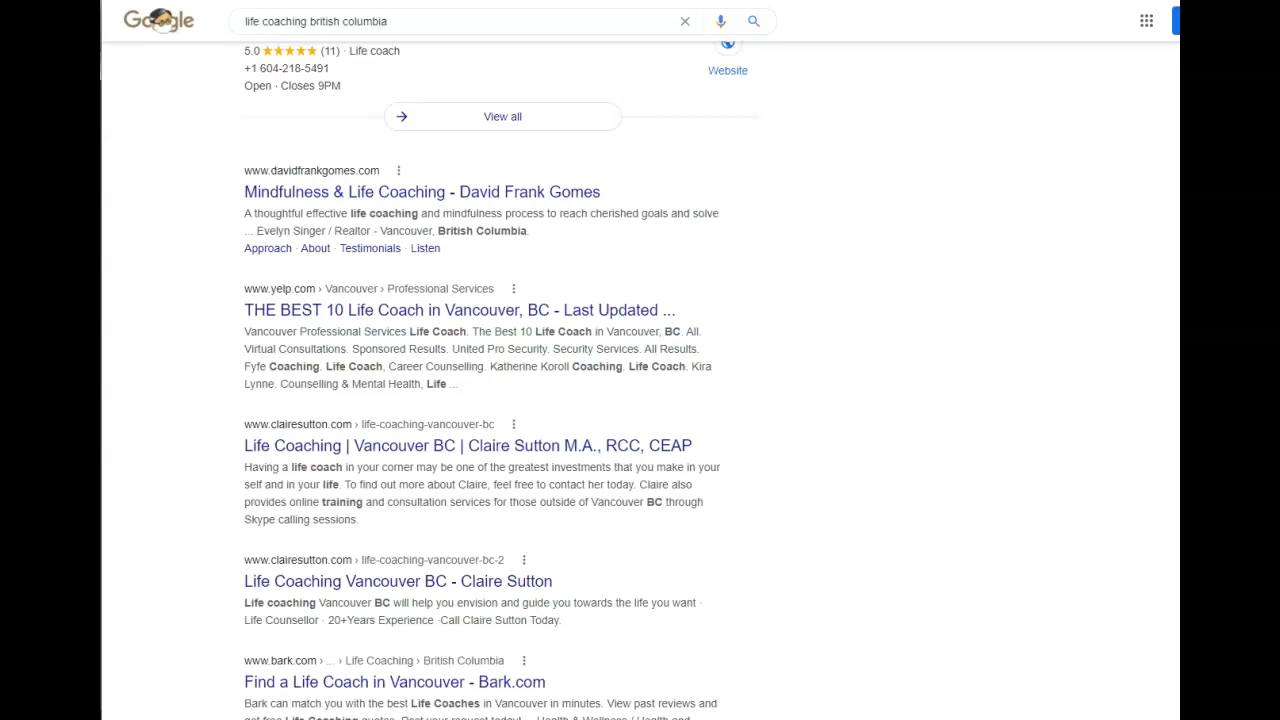 Google
life coaching british columbia
5.0 ★★★★★ (11) · Life coach
+1 604-218-5491
Open · Closes 9PM
Website
View all
www.davidfrankgomes.com
Mindfulness & Life Coaching - David Frank Gomes
A thoughtful effective life coaching and mindfulness process to reach cherished goals and solve
... Evelyn Singer / Realtor - Vancouver, British Columbia.
Approach · About · Testimonials · Listen
www.yelp.com › Vancouver › Professional Services
THE BEST 10 Life Coach in Vancouver, BC - Last Updated ...
Vancouver Professional Services Life Coach. The Best 10 Life Coach in Vancouver, BC. All.
Virtual Consultations. Sponsored Results. United Pro Security. Security Services. All Results.
Fyfe Coaching. Life Coach, Career Counselling. Katherine Koroll Coaching. Life Coach. Kira
Lynne. Counselling & Mental Health, Life ...
www.clairesutton.com › life-coaching-vancouver-bc
Life Coaching | Vancouver BC | Claire Sutton M.A., RCC, CEAP
Having a life coach in your corner may be one of the greatest investments that you make in your
self and in your life. To find out more about Claire, feel free to contact her today. Claire also
provides online training and consultation services for those outside of Vancouver BC through
Skype calling sessions.
www.clairesutton.com › life-coaching-vancouver-bc-2
Life Coaching Vancouver BC - Claire Sutton
Life coaching Vancouver BC will help you envision and guide you towards the life you want ·
Life Counsellor · 20+Years Experience ·Call Claire Sutton Today.
www.bark.com › ... › Life Coaching › British Columbia
Find a Life Coach in Vancouver - Bark.com
Bark can match you with the best Life Coaches in Vancouver in minutes. View past reviews and
get free Life Coaching quotes. Post your request today! ... Health & Wellness / Health and